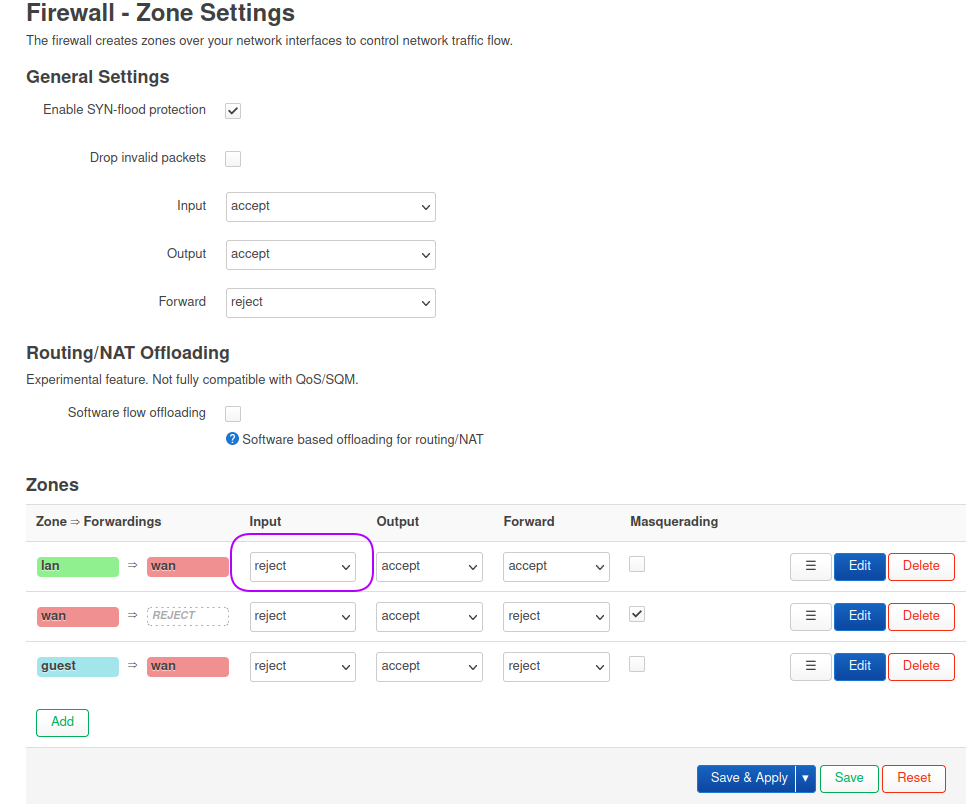 Firewall - Zone Settings
The firewall creates zones over your network interfaces to control network traffic flow.
General Settings
Enable SYN-flood protection
Drop invalid packets
Input accept
Output accept
Forward reject
Routing/NAT Offloading
Experimental feature. Not fully compatible with QoS/SQM.
Software flow offloading
? Software based offloading for routing/NAT
Zones
Zone ⇒ Forwardings Input Output Forward Masquerading
lan ⇒ wan reject accept accept ☰ Edit Delete
wan ⇒ REJECT reject accept reject ☰ Edit Delete
guest ⇒ wan reject accept reject ☰ Edit Delete
Add
Save & Apply ▼ Save Reset